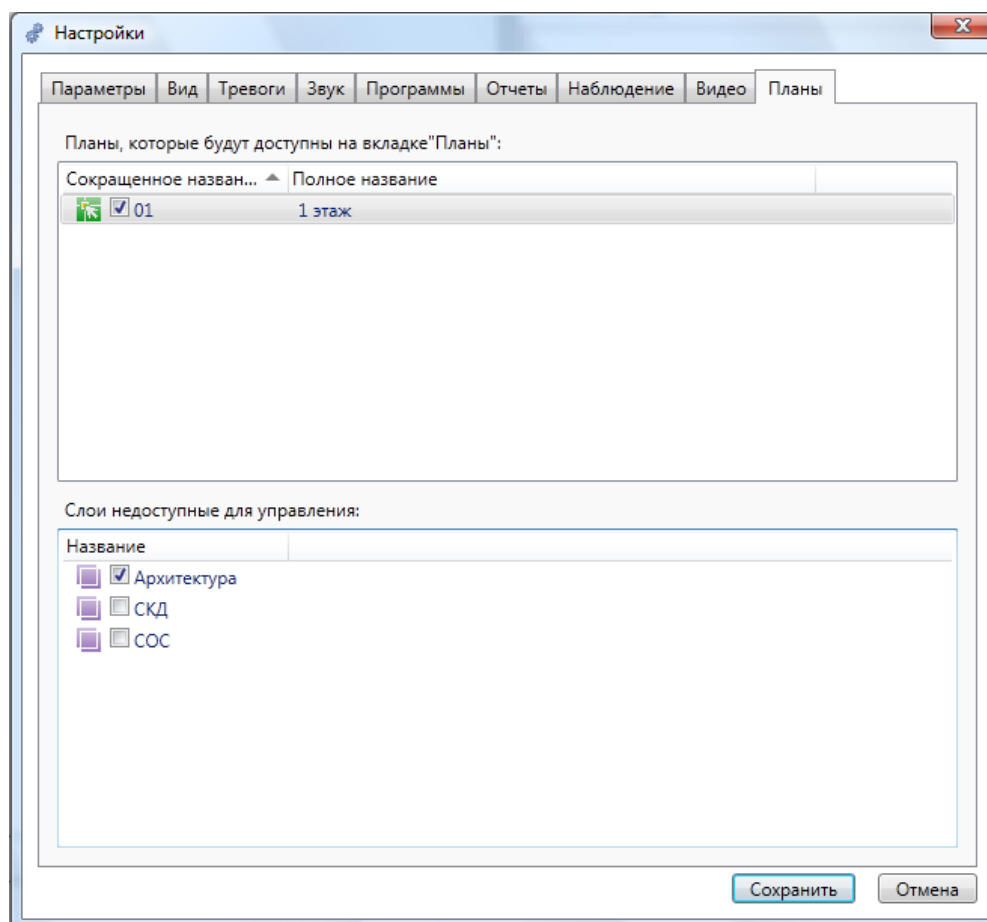 Настройки
Параметры Вид Тревоги Звук Программы Отчеты Наблюдение Видео Планы
Планы, которые будут доступны на вкладке"Планы":
Сокращенное назван... Полное название
01 1 этаж
Слои недоступные для управления:
Название
Архитектура
СКД
СОС
Сохранить Отмена